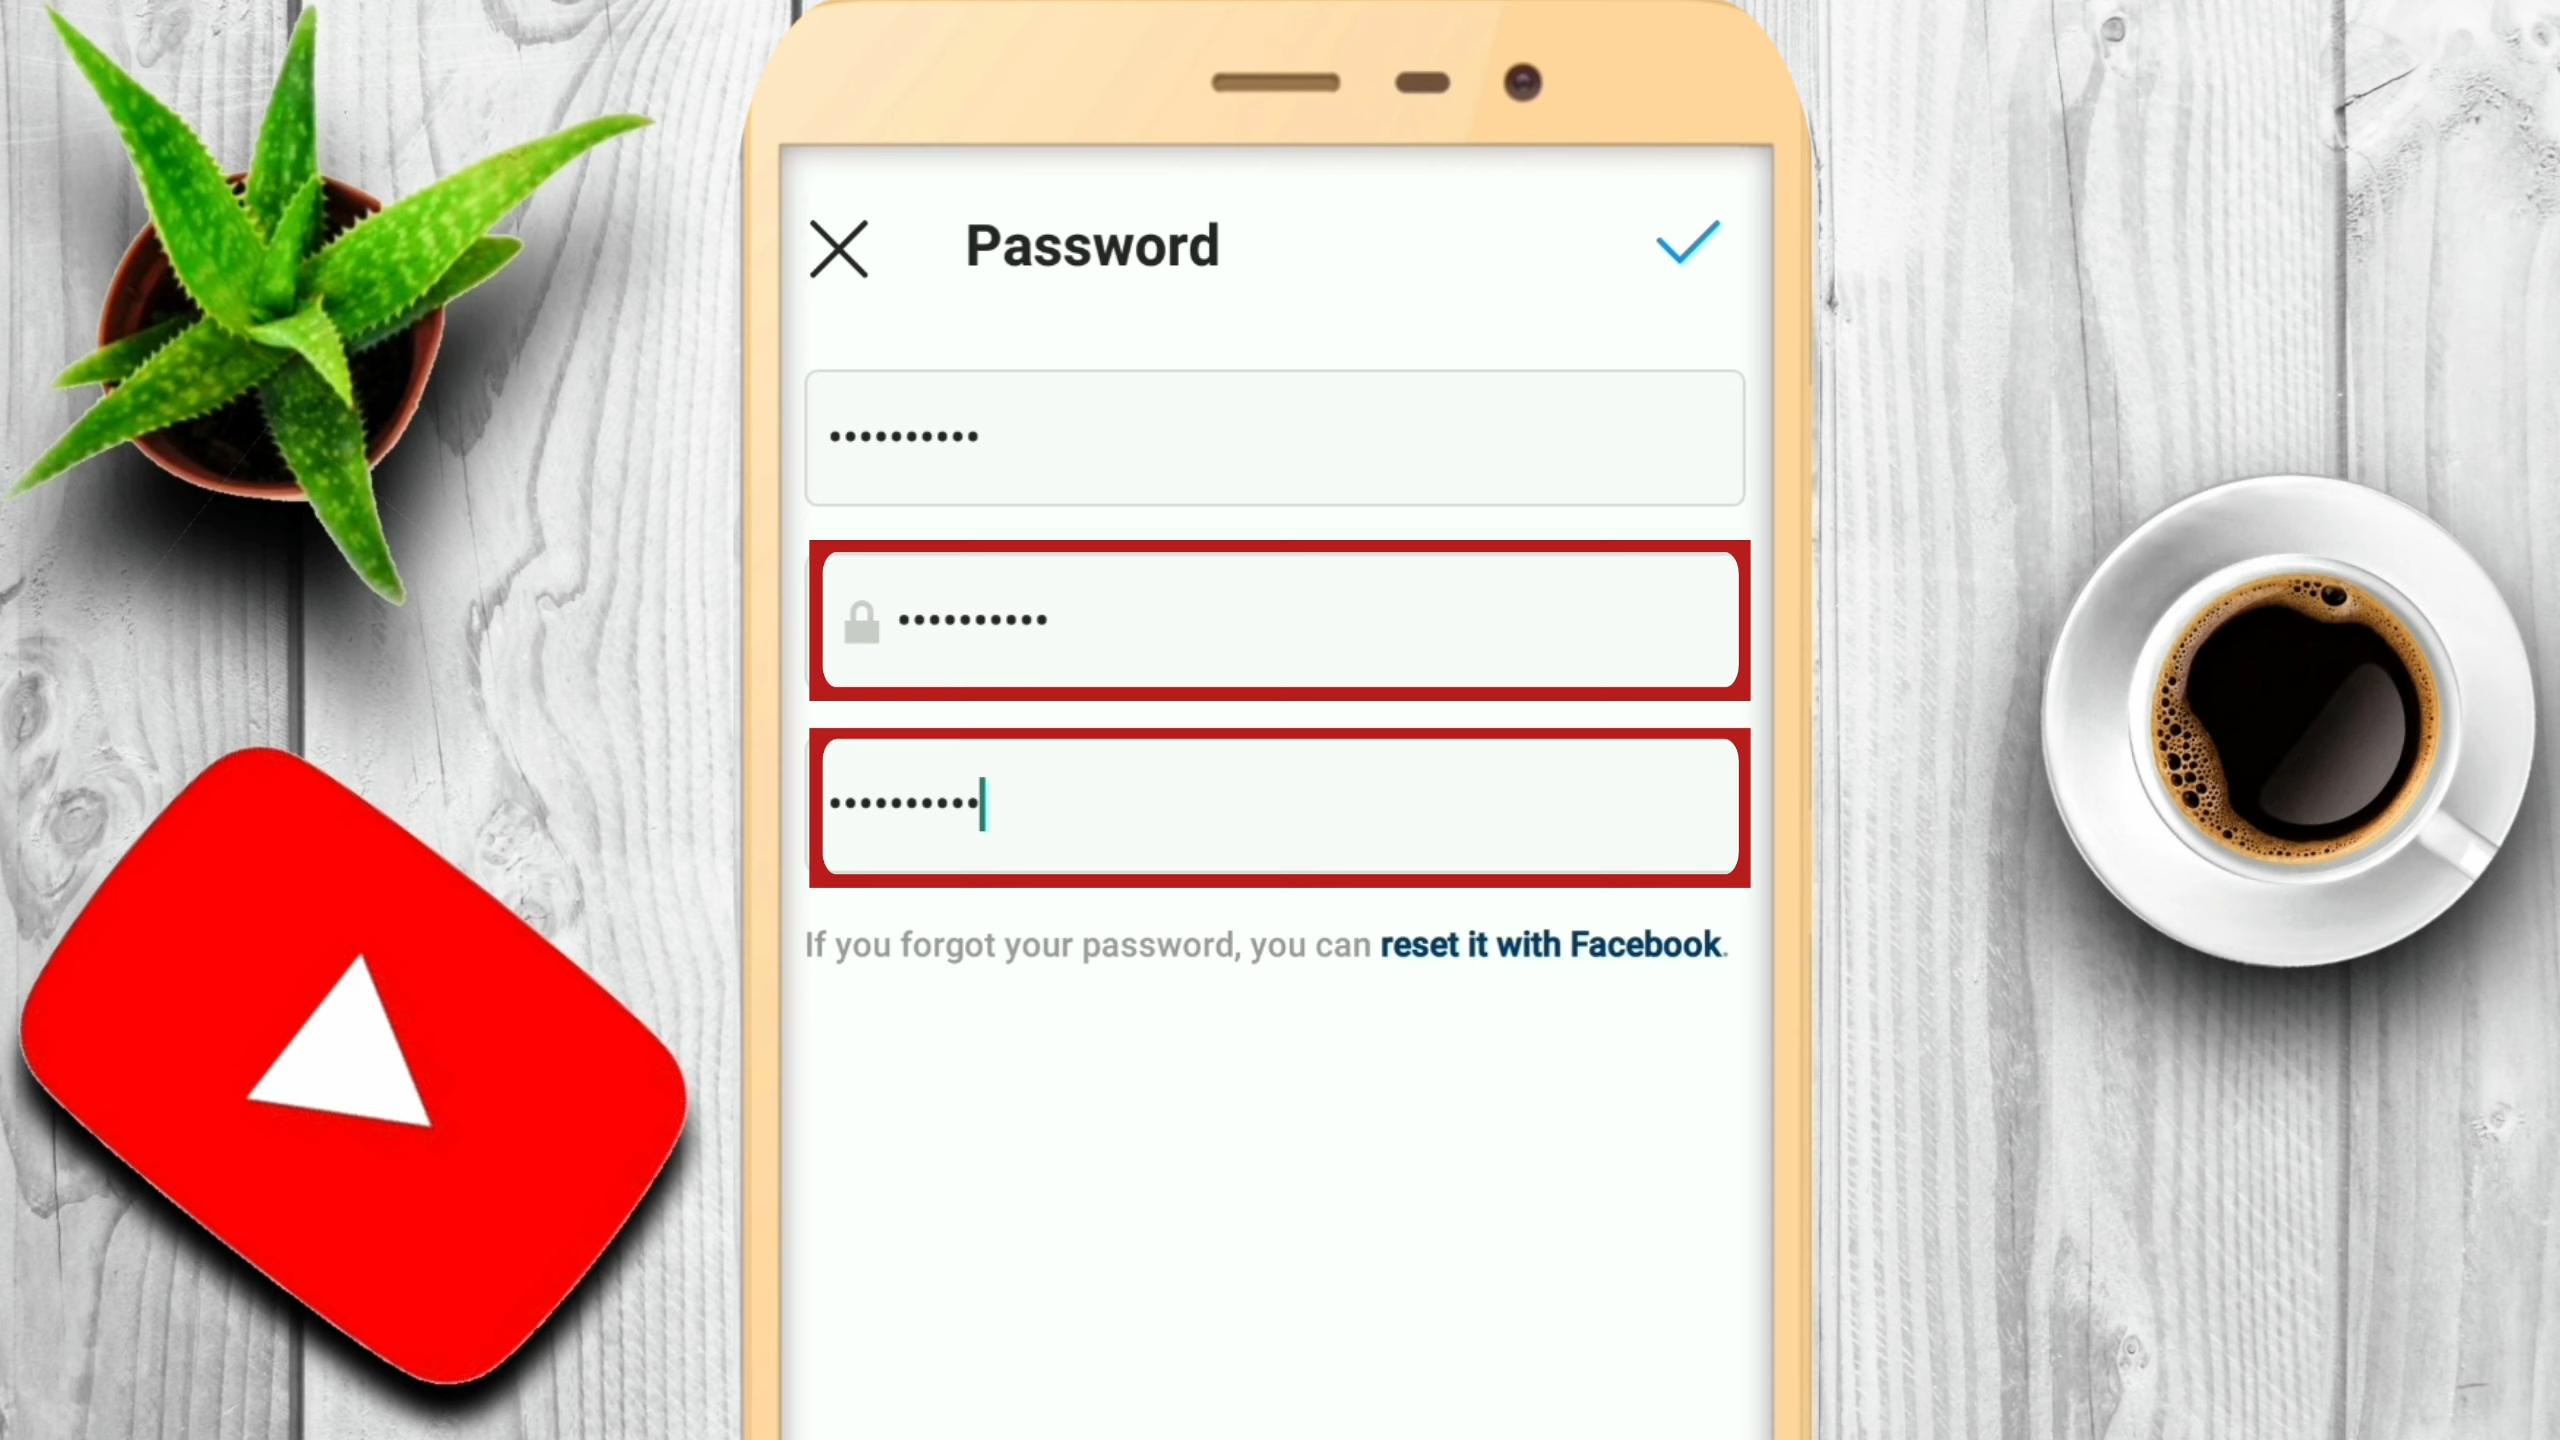 Password
••••••••••
••••••••••
••••••••••
If you forgot your password, you can reset it with Facebook.